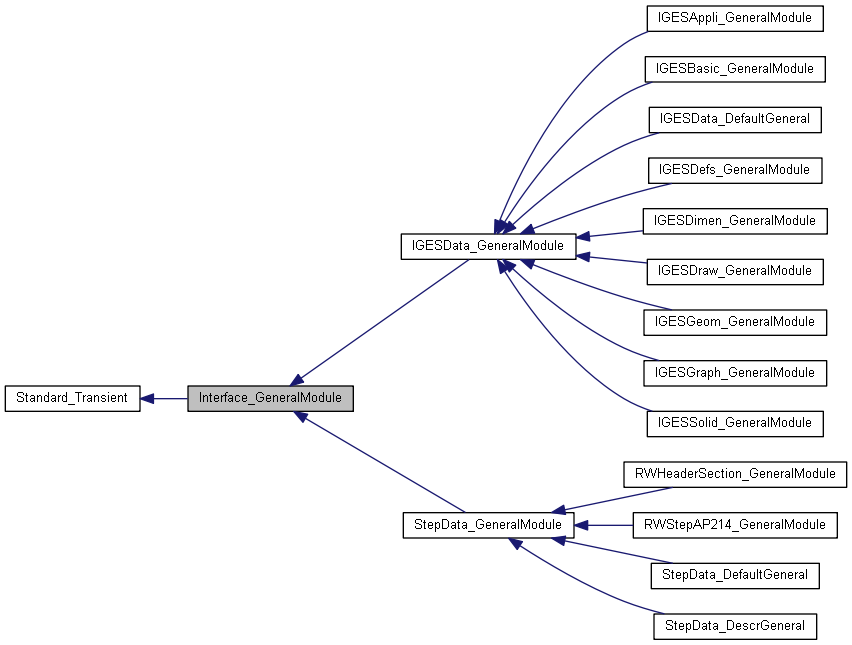 IGESAppli_GeneralModule
IGESBasic_GeneralModule
IGESData_DefaultGeneral
IGESDefs_GeneralModule
IGESDimen_GeneralModule
IGESData_GeneralModule
IGESDraw_GeneralModule
IGESGeom_GeneralModule
IGESGraph_GeneralModule
Standard_Transient
Interface_GeneralModule
IGESSolid_GeneralModule
RWHeaderSection_GeneralModule
StepData_GeneralModule
RWStepAP214_GeneralModule
StepData_DefaultGeneral
StepData_DescrGeneral